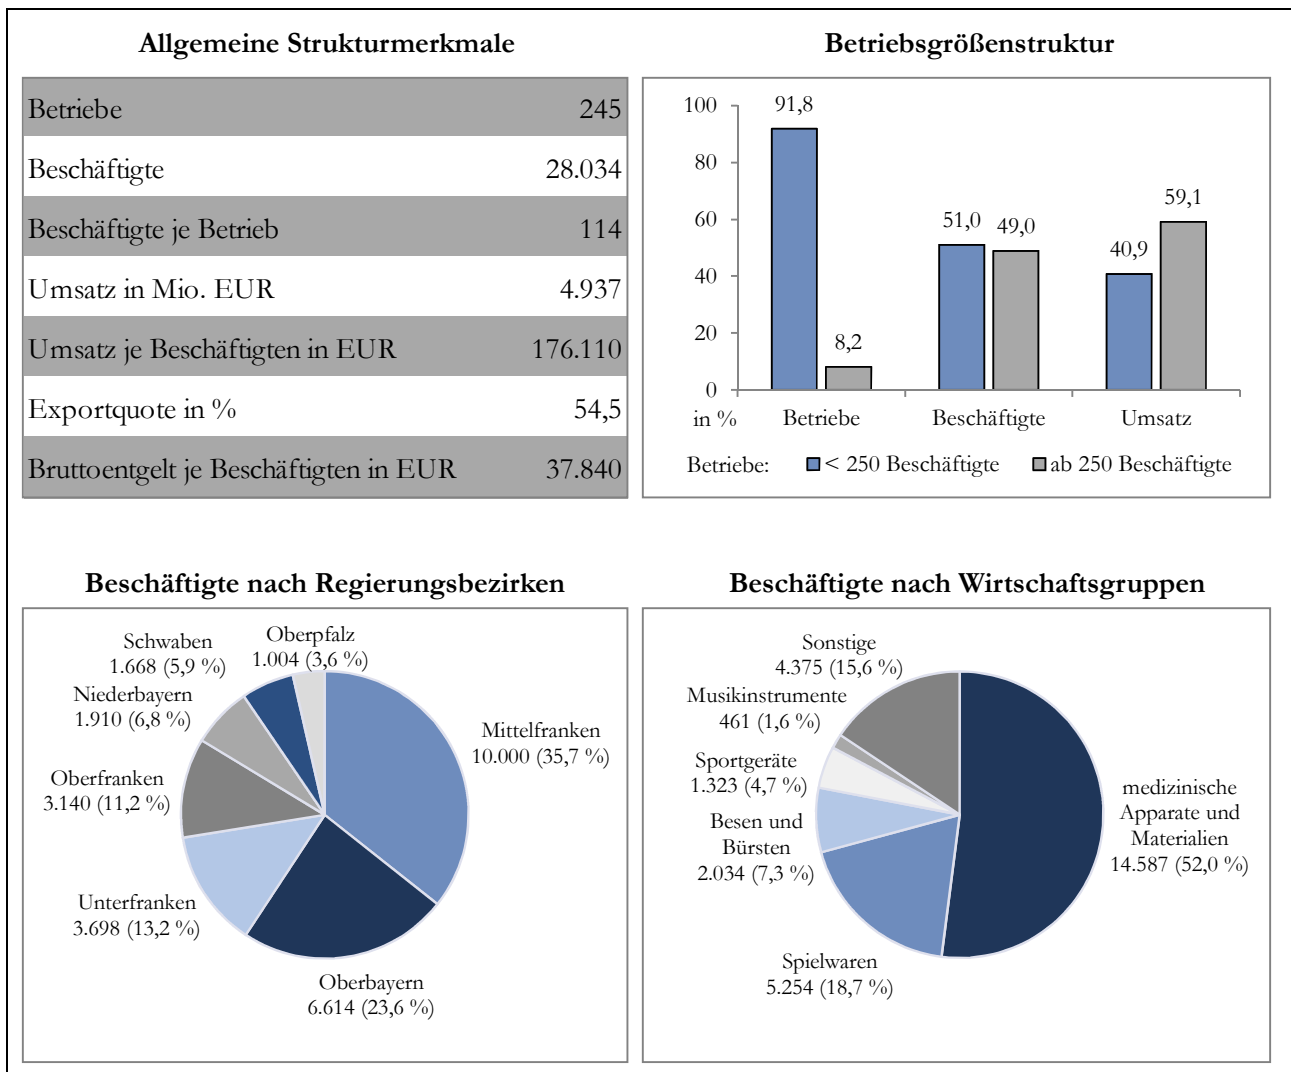 Allgemeine Strukturmerkmale
Betriebe 245
Beschäftigte 28.034
Beschäftigte je Betrieb 114
Umsatz in Mio. EUR 4.937
Umsatz je Beschäftigten in EUR 176.110
Exportquote in % 54,5
Bruttoentgelt je Beschäftigten in EUR 37.840
Betriebsgrößenstruktur
100
80
60
40
20
0
91,8
8,2
51,0
49,0
40,9
59,1
in % Betriebe Beschäftigte Umsatz
Betriebe: < 250 Beschäftigte ab 250 Beschäftigte
Beschäftigte nach Regierungsbezirken
Schwaben
1.668 (5,9 %)
Oberpfalz
1.004 (3,6 %)
Niederbayern
1.910 (6,8 %)
Mittelfranken
10.000 (35,7 %)
Oberfranken
3.140 (11,2 %)
Unterfranken
3.698 (13,2 %)
Oberbayern
6.614 (23,6 %)
Beschäftigte nach Wirtschaftsgruppen
Sonstige
4.375 (15,6 %)
Musikinstrumente
461 (1,6 %)
Sportgeräte
1.323 (4,7 %)
Besen und
Bürsten
2.034 (7,3 %)
medizinische
Apparate und
Materialien
14.587 (52,0 %)
Spielwaren
5.254 (18,7 %)